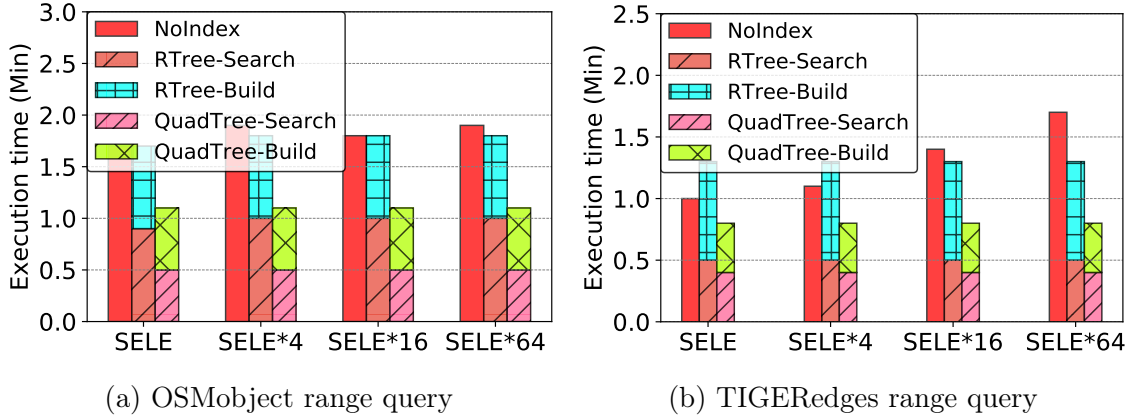 3.0
2.5
2.0
1.5
1.0
0.5
0.0
Execution time (Min)
NoIndex
RTree-Search
RTree-Build
QuadTree-Search
QuadTree-Build
SELE SELE*4 SELE*16 SELE*64
(a) OSMobject range query
2.5
2.0
1.5
1.0
0.5
0.0
Execution time (Min)
NoIndex
RTree-Search
RTree-Build
QuadTree-Search
QuadTree-Build
SELE SELE*4 SELE*16 SELE*64
(b) TIGERedges range query